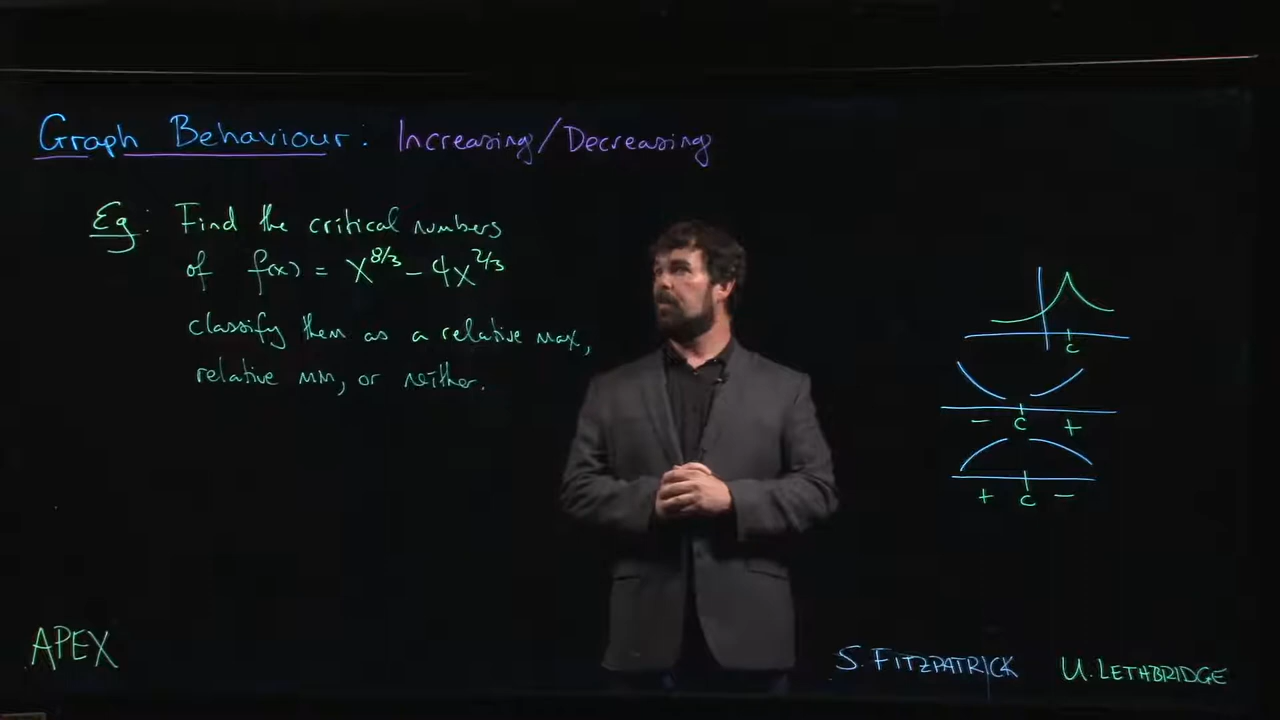 Graph Behaviour: Increasing/Decreasing
Eg: Find the critical numbers
of f(x) = x^{8/3} - 4x^{2/3}
classify them as a relative max,
relative min, or neither.
c
- c +
+ c -
APEX
S. FITZPATRICK U. LETHBRIDGE